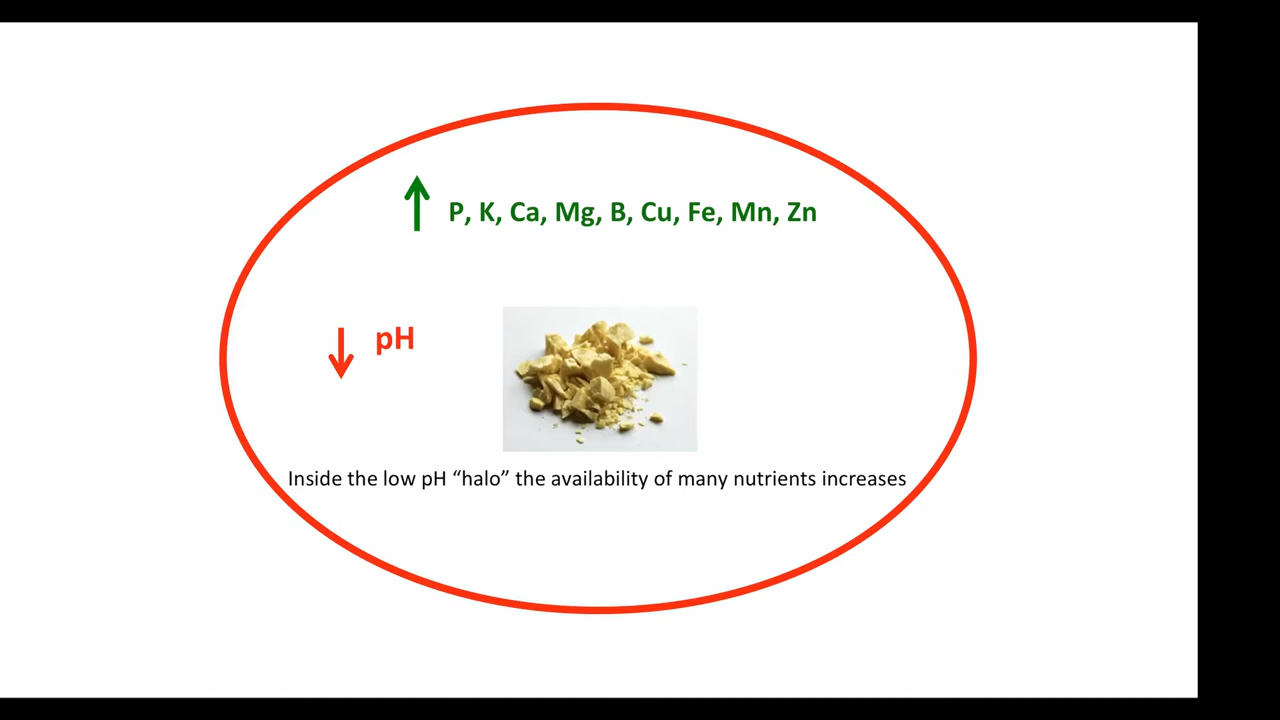 P, K, Ca, Mg, B, Cu, Fe, Mn, Zn
pH
Inside the low pH “halo” the availability of many nutrients increases